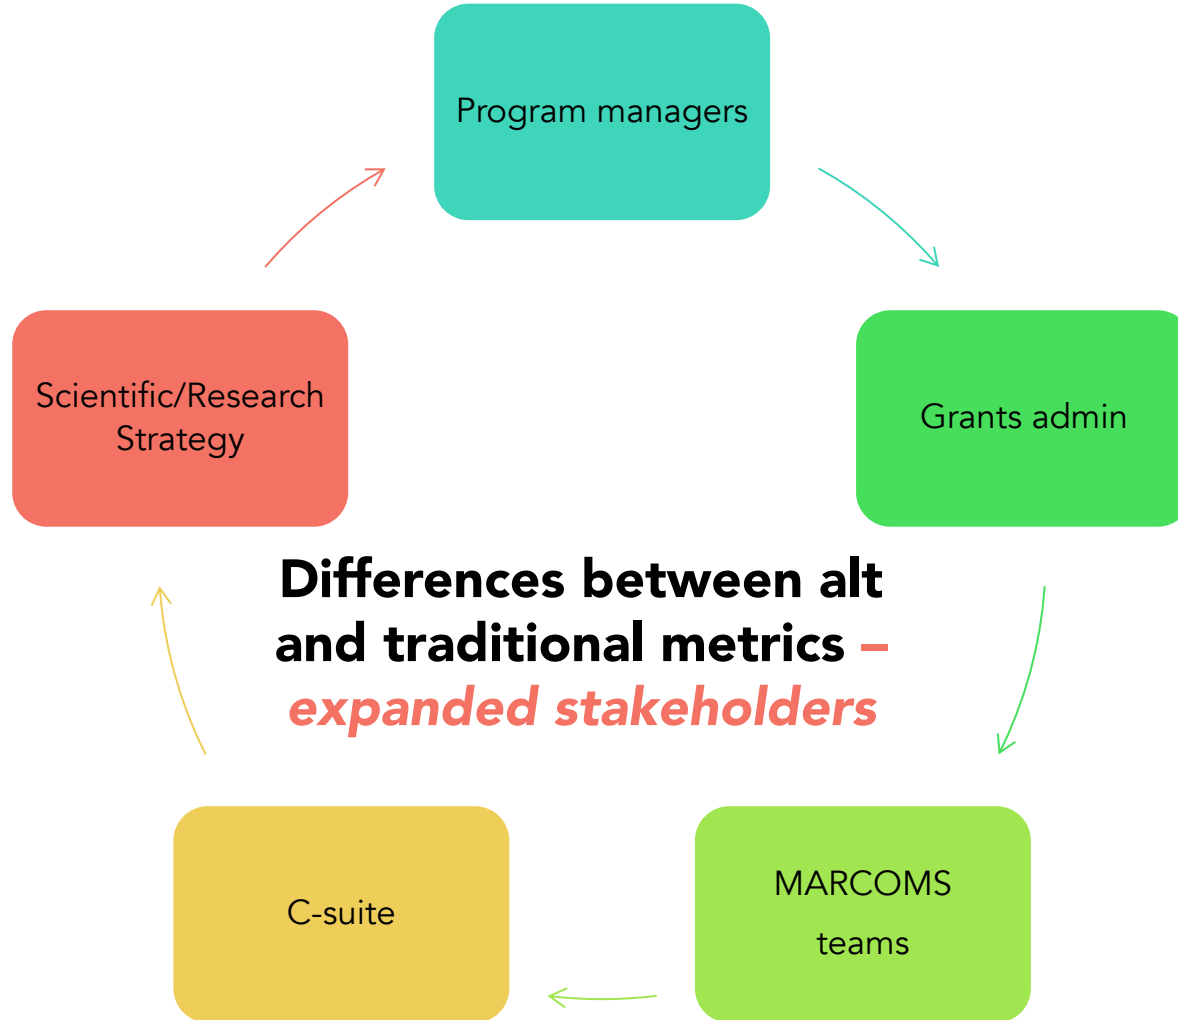 Program managers
Scientific/Research
Strategy
Grants admin
Differences between alt
and traditional metrics –
expanded stakeholders
C-suite
MARCOMS
teams